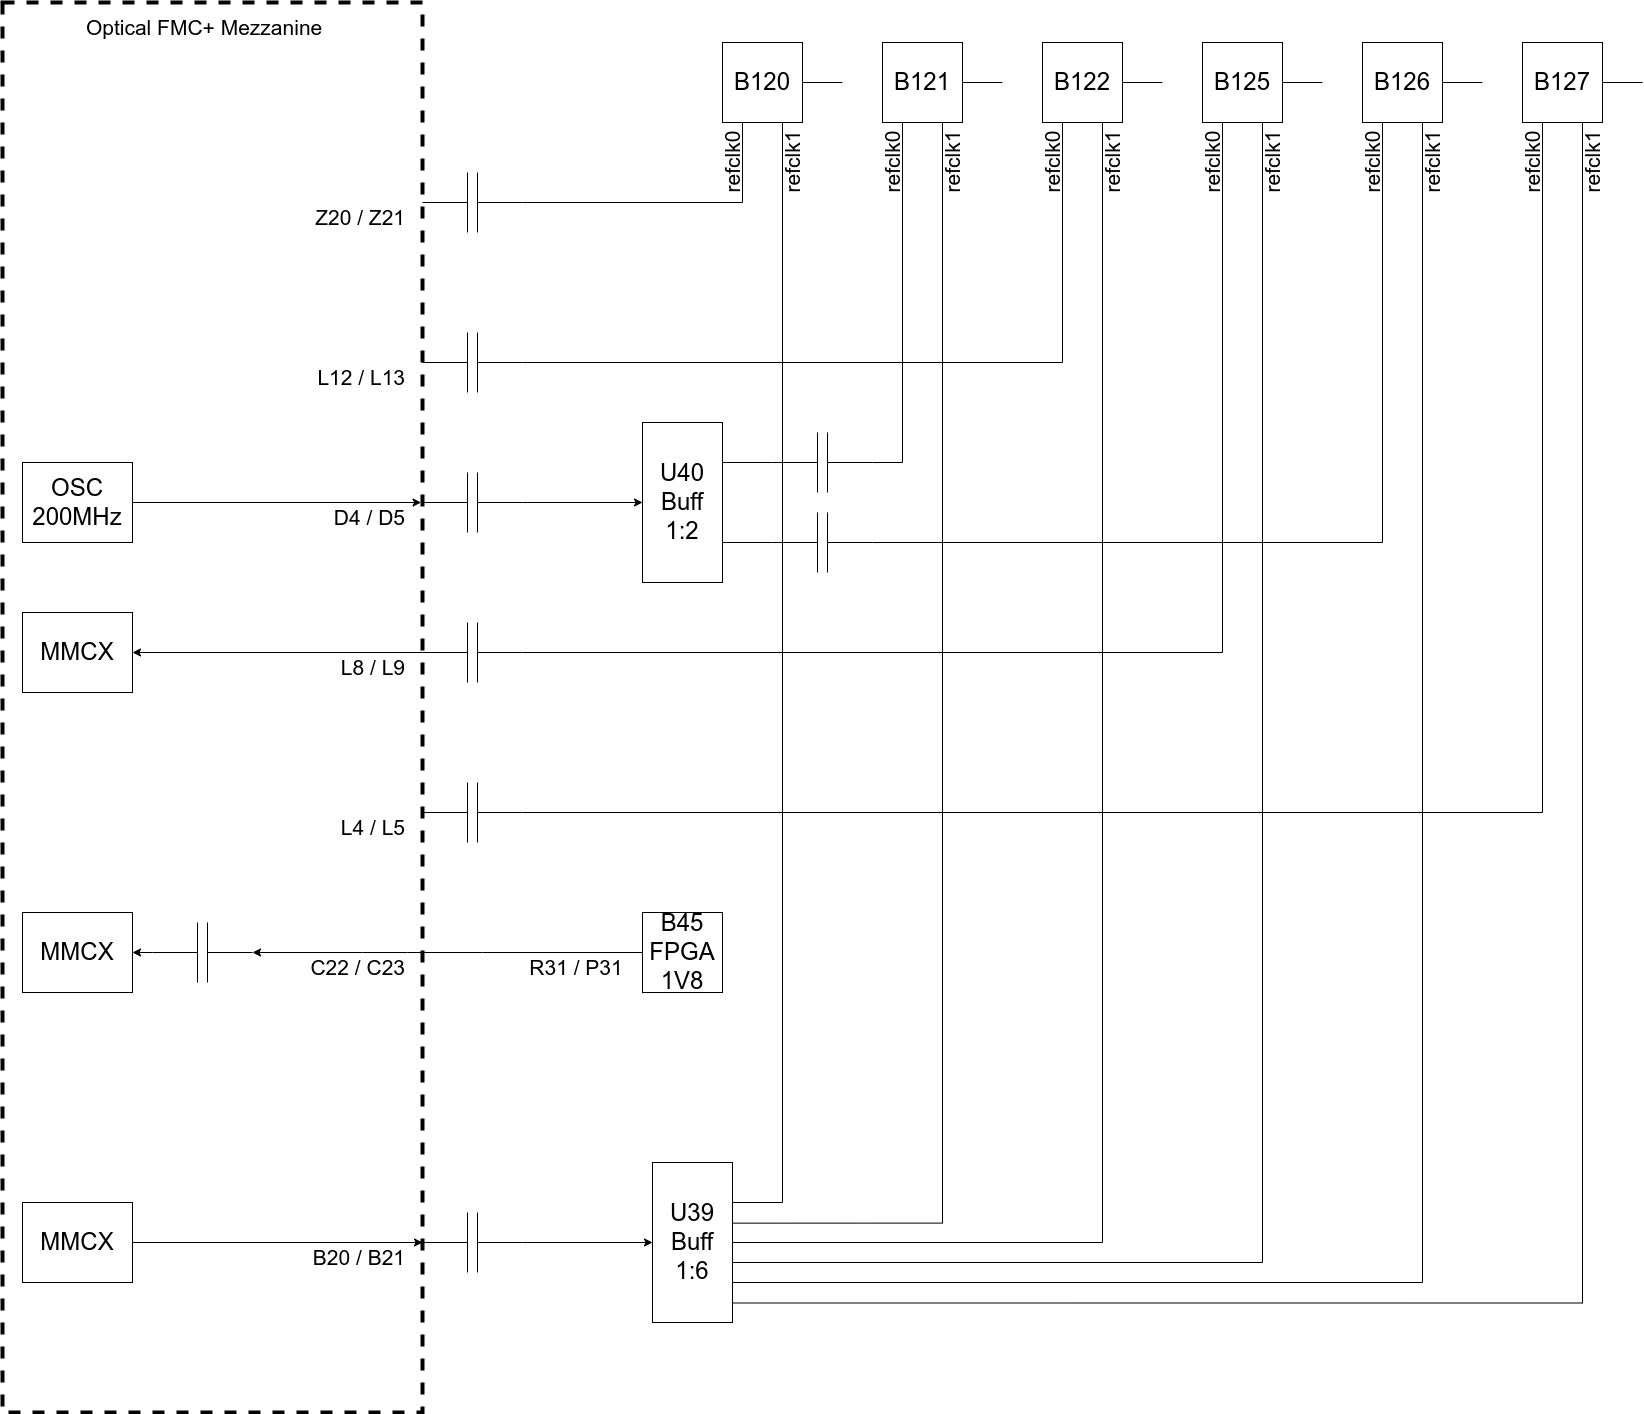 Optical FMC+ Mezzanine
B120
B121
B122
B125
B126
B127
refclk0
refclk1
refclk0
refclk1
refclk0
refclk1
refclk0
refclk1
refclk0
refclk1
refclk0
refclk1
Z20 / Z21
L12 / L13
OSC
200MHz
D4 / D5
U40
Buff
1:2
MMCX
L8 / L9
L4 / L5
MMCX
C22 / C23
R31 / P31
B45
FPGA
1V8
MMCX
B20 / B21
U39
Buff
1:6